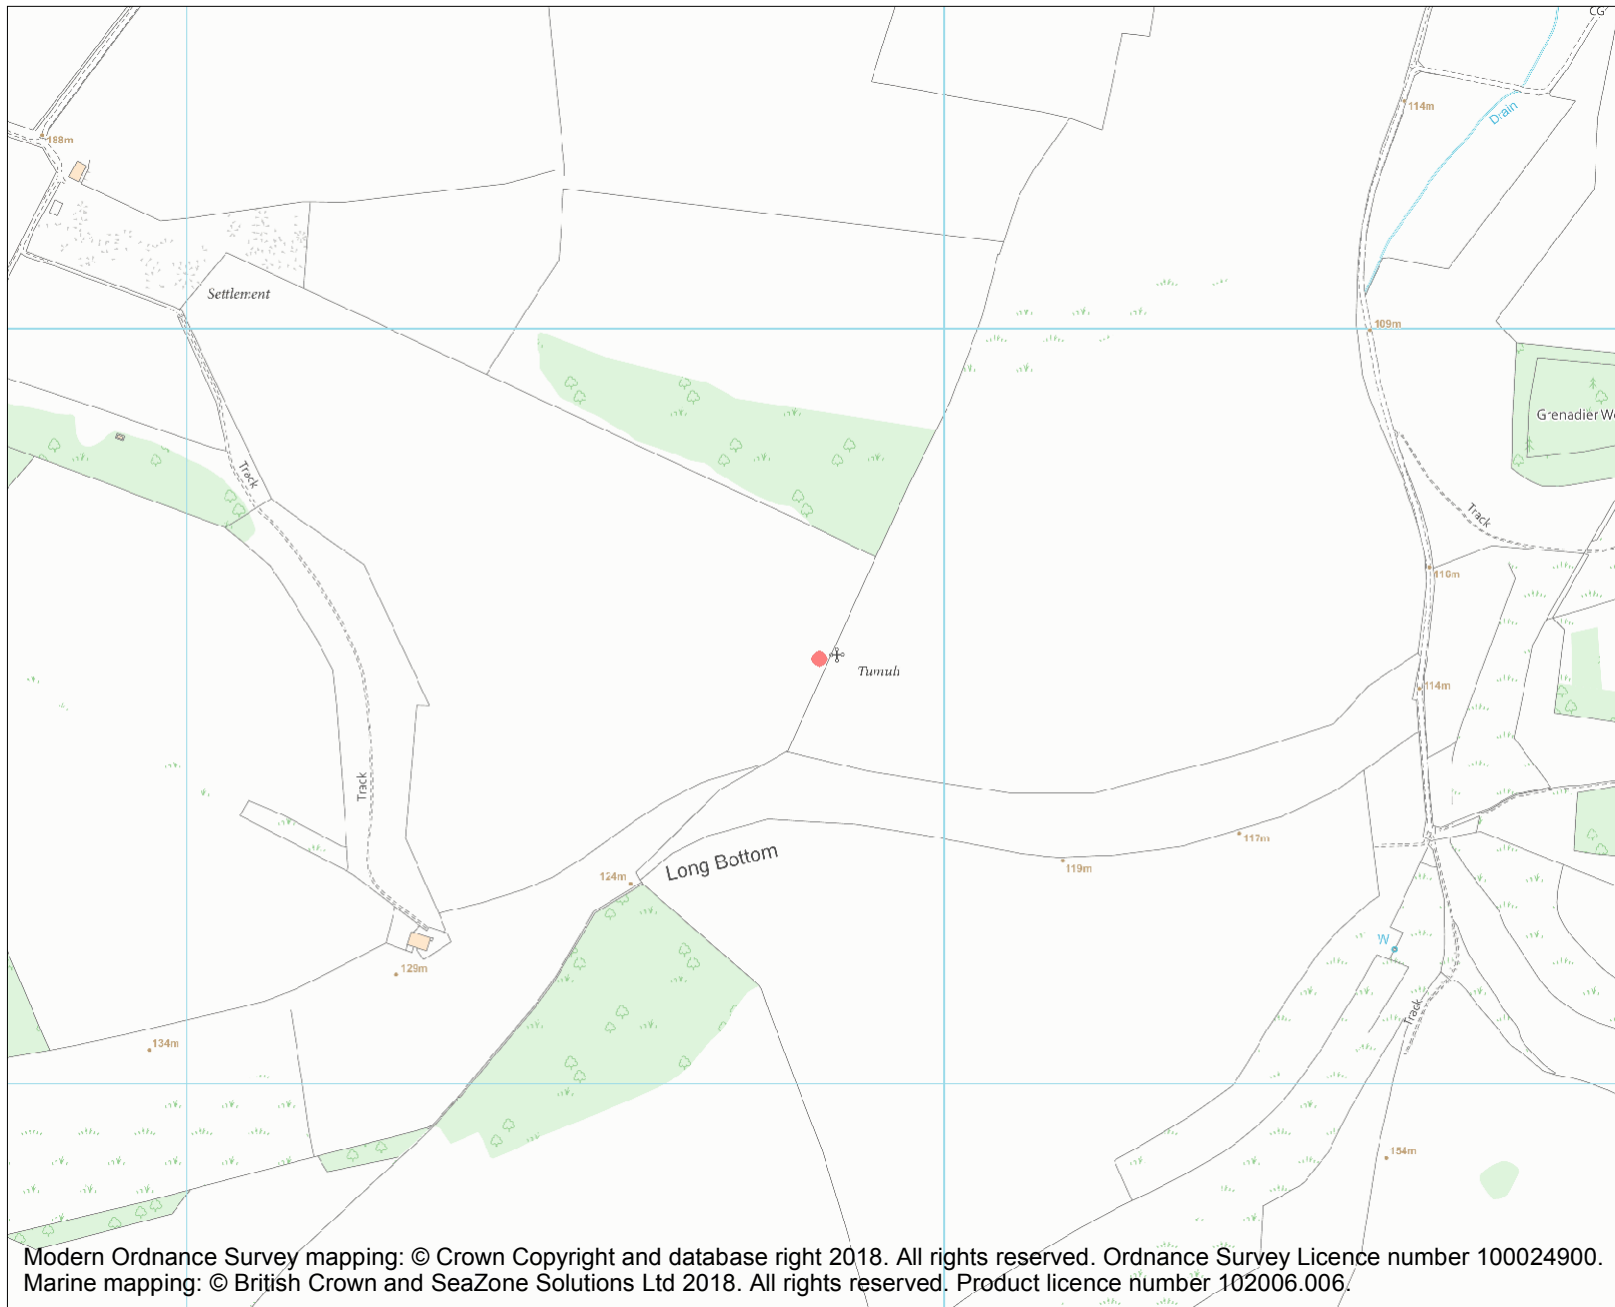 CG
114m
Drain
188m
Settlement
109m
Grenadier Wo
Track
Track
116m
Tumuli
114m
Track
117m
Long Bottom
119m
124m
W
129m
Track
134m
154m
Modern Ordnance Survey mapping: © Crown Copyright and database right 2018. All rights reserved. Ordnance Survey Licence number 100024900.
Marine mapping: © British Crown and SeaZone Solutions Ltd 2018. All rights reserved. Product licence number 102006.006.